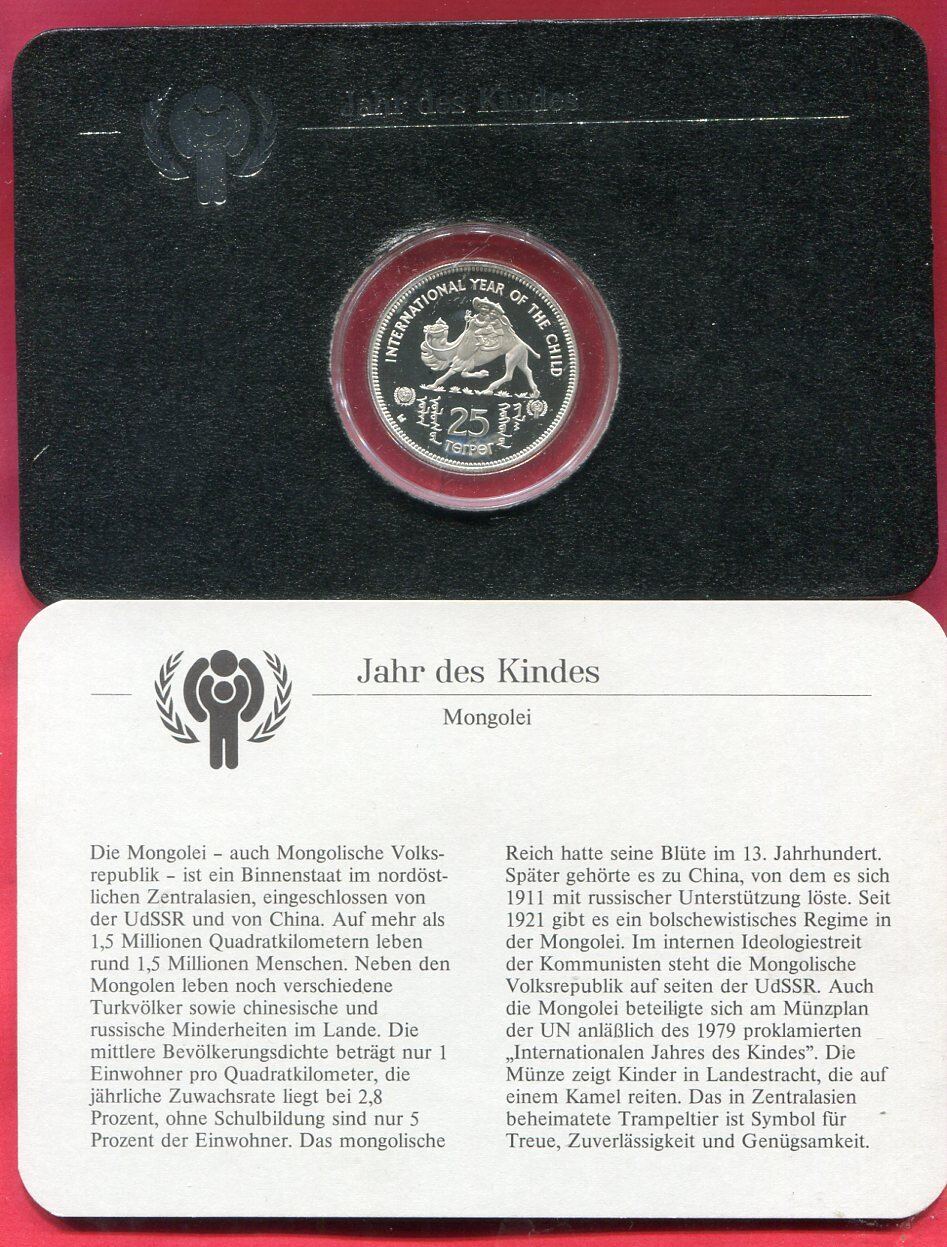 Jahr des Kindes
INTERNATIONAL YEAR OF THE CHILD
25
ТӨГРӨГ
Jahr des Kindes
Mongolei
Die Mongolei – auch Mongolische Volks-
republik – ist ein Binnenstaat im nordöst-
lichen Zentralasien, eingeschlossen von
der UdSSR und von China. Auf mehr als
1,5 Millionen Quadratkilometern leben
rund 1,5 Millionen Menschen. Neben den
Mongolen leben noch verschiedene
Turkvölker sowie chinesische und
russische Minderheiten im Lande. Die
mittlere Bevölkerungsdichte beträgt nur 1
Einwohner pro Quadratkilometer, die
jährliche Zuwachsrate liegt bei 2,8
Prozent, ohne Schulbildung sind nur 5
Prozent der Einwohner. Das mongolische
Reich hatte seine Blüte im 13. Jahrhundert.
Später gehörte es zu China, von dem es sich
1911 mit russischer Unterstützung löste. Seit
1921 gibt es ein bolschewistisches Regime in
der Mongolei. Im internen Ideologiestreit
der Kommunisten steht die Mongolische
Volksrepublik auf seiten der UdSSR. Auch
die Mongolei beteiligte sich am Münzplan
der UN anläßlich des 1979 proklamierten
„Internationalen Jahres des Kindes”. Die
Münze zeigt Kinder in Landestracht, die auf
einem Kamel reiten. Das in Zentralasien
beheimatete Trampeltier ist Symbol für
Treue, Zuverlässigkeit und Genügsamkeit.